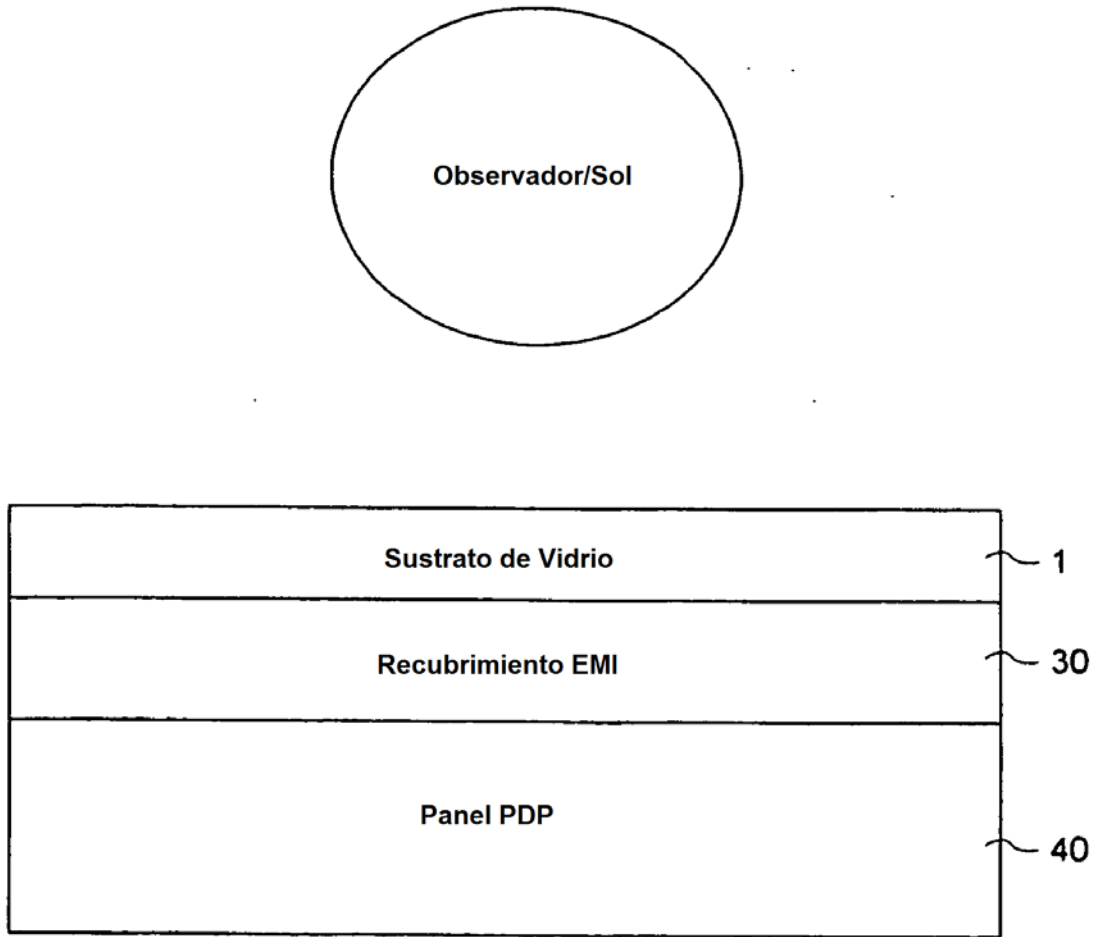 Observador/Sol
Sustrato de Vidrio
1
Recubrimiento EMI
30
Panel PDP
40